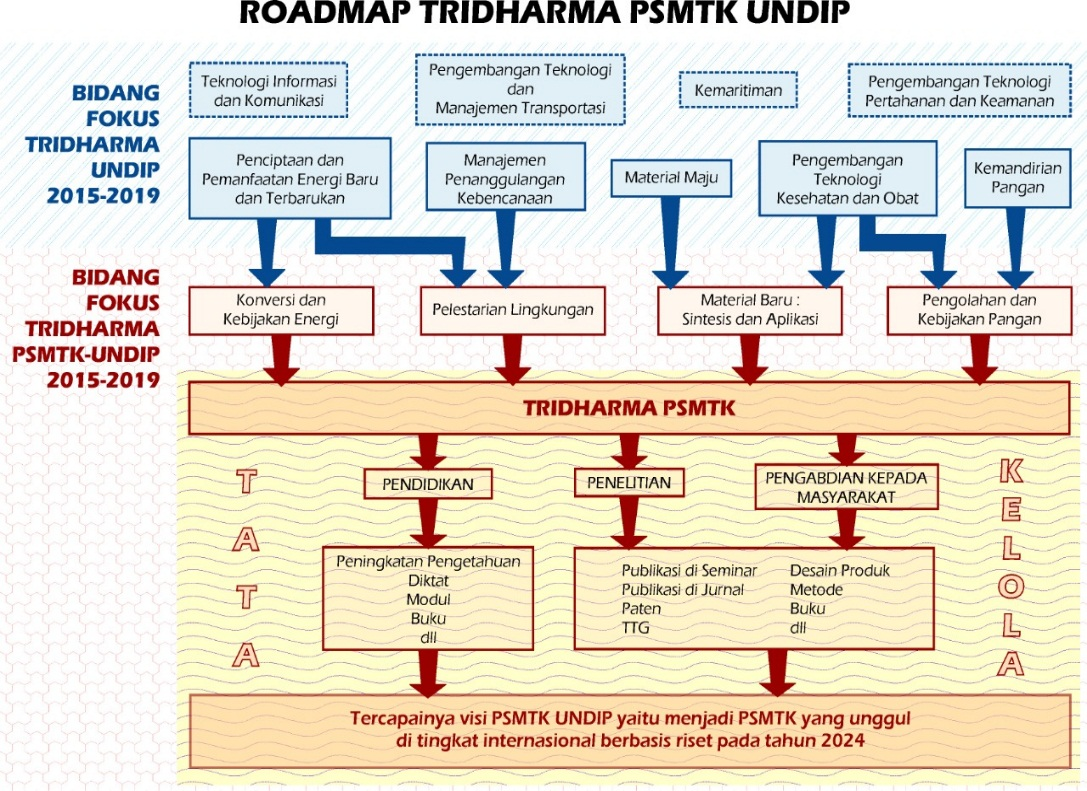 ROADMAP TRIDHARMA PSMTK UNDIP
BIDANG
FOKUS
TRIDHARMA
UNDIP
2015-2019
Teknologi Informasi
dan Komunikasi
Pengembangan Teknologi
dan
Manajemen Transportasi
Kemaritiman
Pengembangan Teknologi
Pertahanan dan Keamanan
Penciptaan dan
Pemanfaatan Energi Baru
dan Terbarukan
Manajemen
Penanggulangan
Kebencanaan
Material Maju
Pengembangan
Teknologi
Kesehatan dan Obat
Kemandirian
Pangan
BIDANG
FOKUS
TRIDHARMA
PSMTK-UNDIP
2015-2019
Konversi dan
Kebijakan Energi
Pelestarian Lingkungan
Material Baru :
Sintesis dan Aplikasi
Pengolahan dan
Kebijakan Pangan
TRIDHARMA PSMTK
TATA
PENDIDIKAN
PENELITIAN
PENGABDIAN KEPADA
MASYARAKAT
KELOLA
Peningkatan Pengetahuan
Diktat
Modul
Buku
dll
Publikasi di Seminar
Publikasi di Jurnal
Paten
TTG
Desain Produk
Metode
Buku
dll
Tercapainya visi PSMTK UNDIP yaitu menjadi PSMTK yang unggul
di tingkat internasional berbasis riset pada tahun 2024